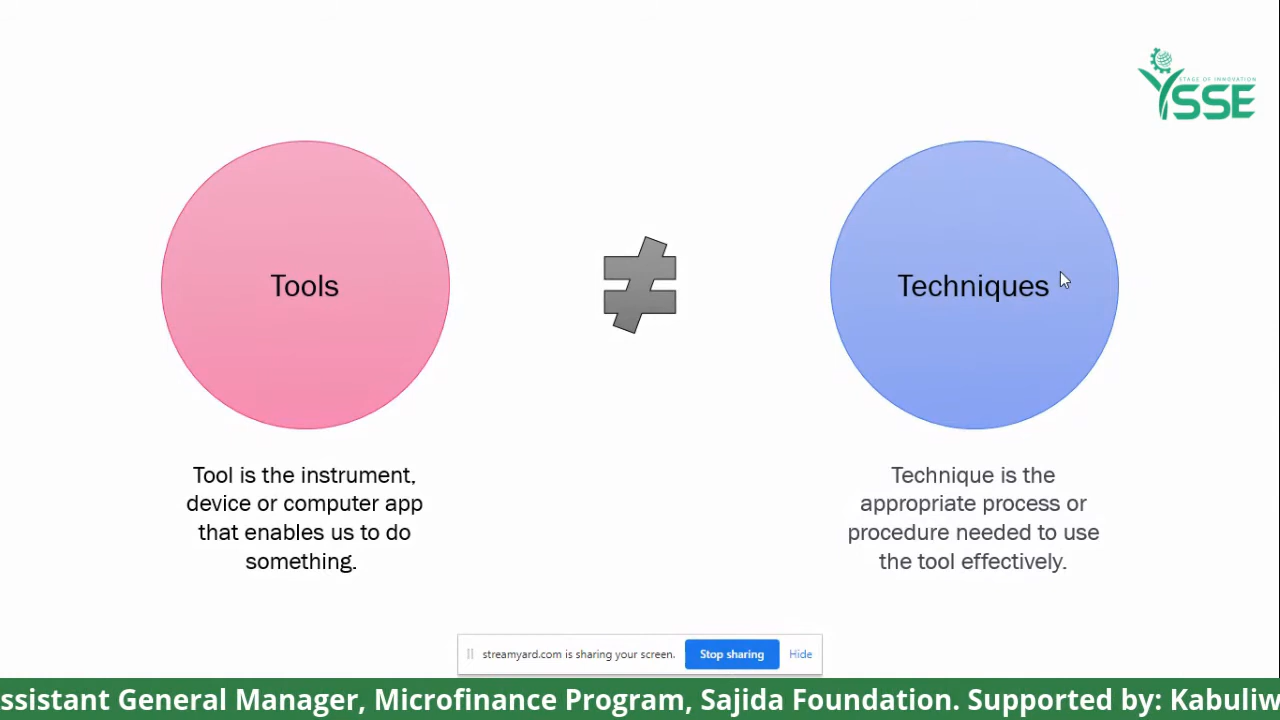 STAGE OF INNOVATION
YSSE
Tools
≠
Techniques
Tool is the instrument,
device or computer app
that enables us to do
something.
Technique is the
appropriate process or
procedure needed to use
the tool effectively.
streamyard.com is sharing your screen.
Stop sharing
Hide
ssistant General Manager, Microfinance Program, Sajida Foundation. Supported by: Kabuliw